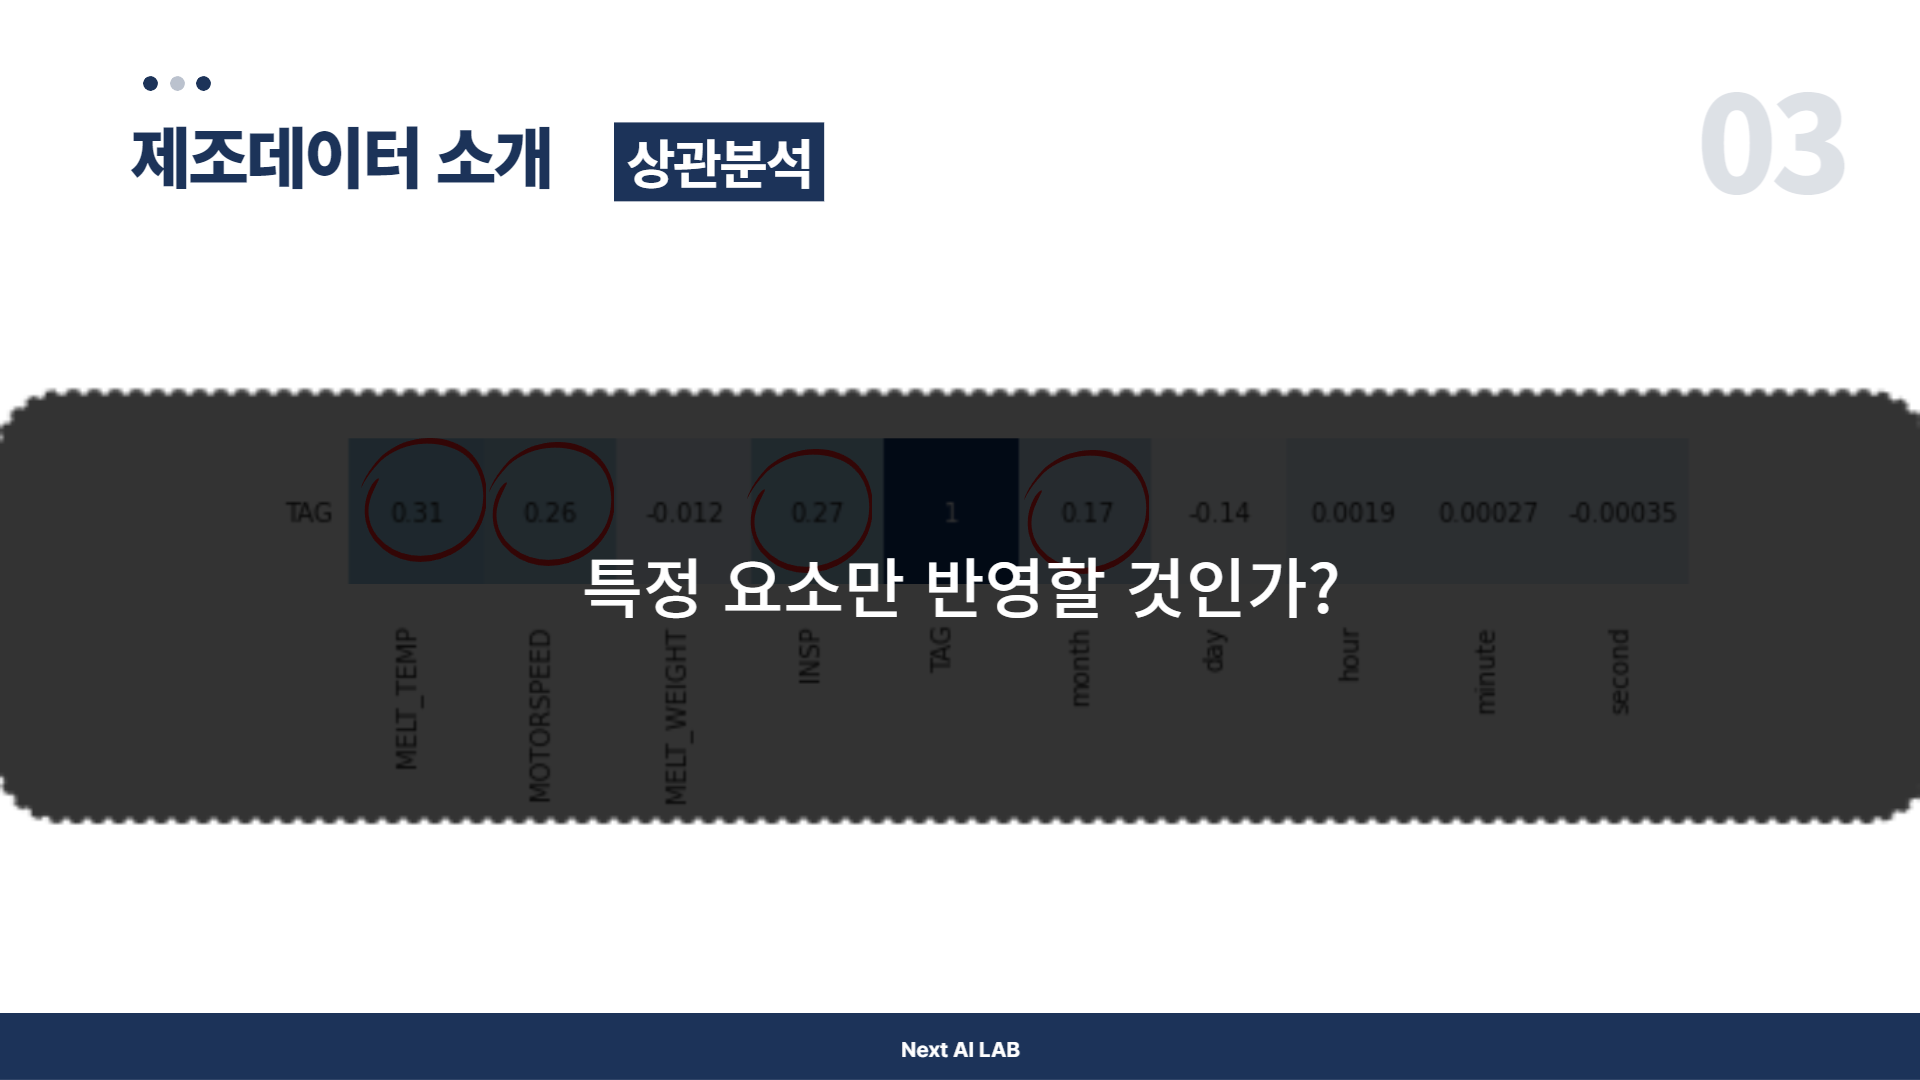 제조데이터 소개
상관분석
03
TAG 0.31 0.26 -0.012 0.27 1 0.17 -0.14 0.0019 0.00027 -0.00035
특정 요소만 반영할 것인가?
MELT_TEMP
MOTORSPEED
MELT_WEIGHT
INSP
TAG
month
day
hour
minute
second
Next AI LAB